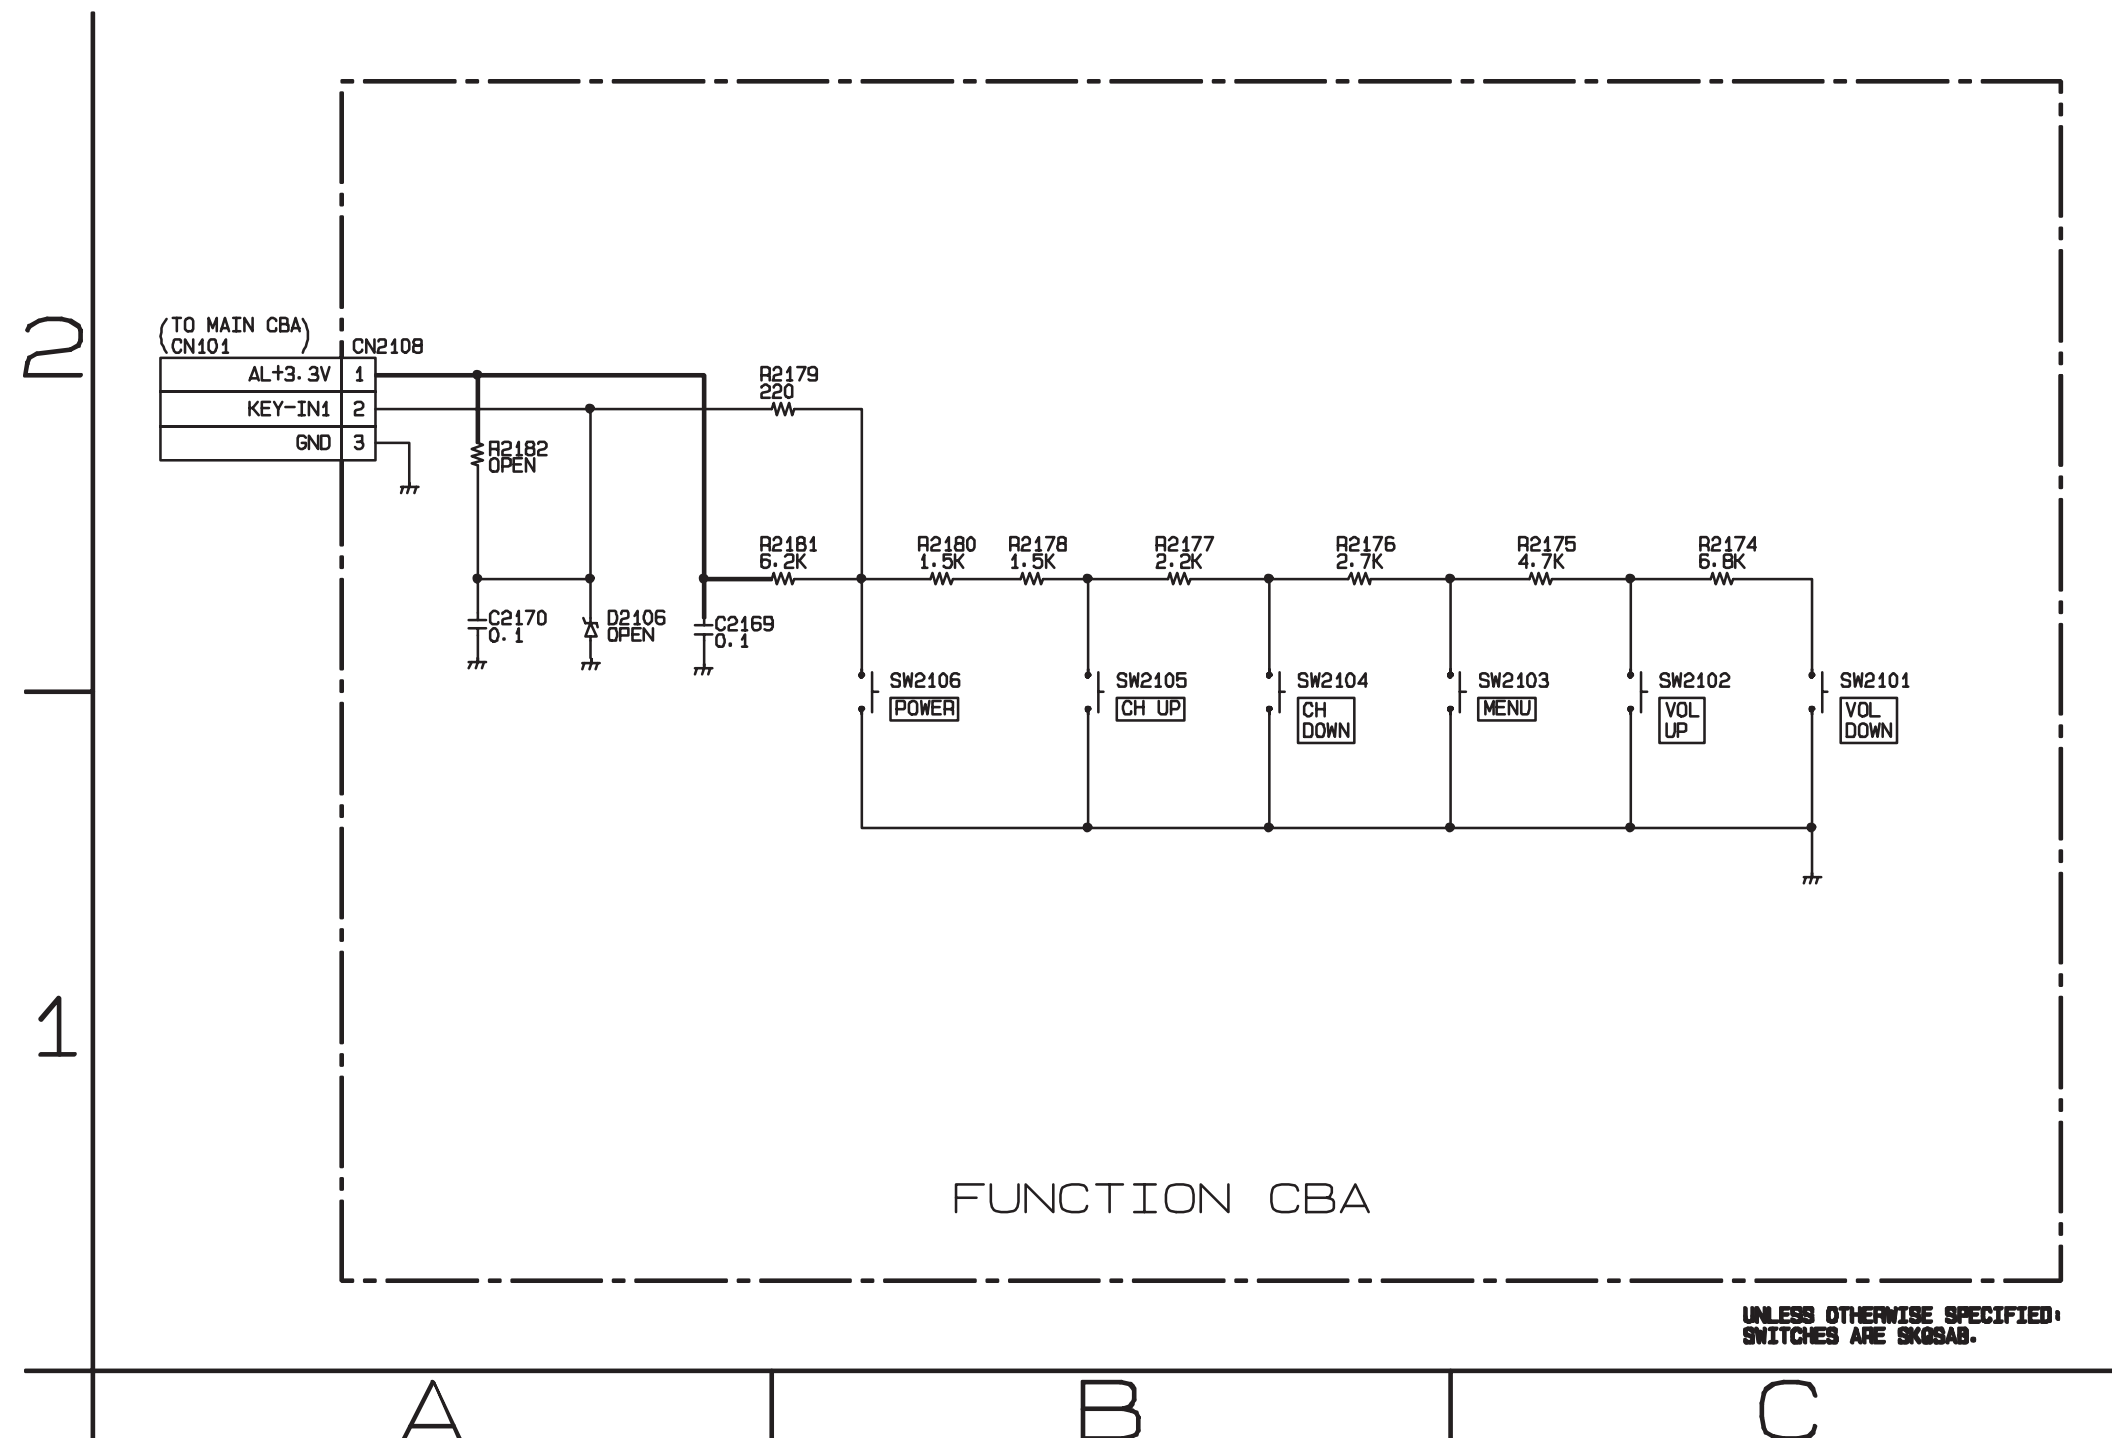 2
(TO MAIN CBA)
(CN101)
CN2108
AL+3.3V 1
KEY-IN1 2
GND 3
R2179
220
R2182
OPEN
R2181
6.2K
R2180
1.5K
R2178
1.5K
R2177
2.2K
R2176
2.7K
R2175
4.7K
R2174
6.8K
C2170
0.1
D2106
OPEN
C2169
0.1
SW2106
POWER
SW2105
CH UP
SW2104
CH
DOWN
SW2103
MENU
SW2102
VOL
UP
SW2101
VOL
DOWN
1
FUNCTION CBA
UNLESS OTHERWISE SPECIFIED:
SWITCHES ARE SKQSAB.
A B C